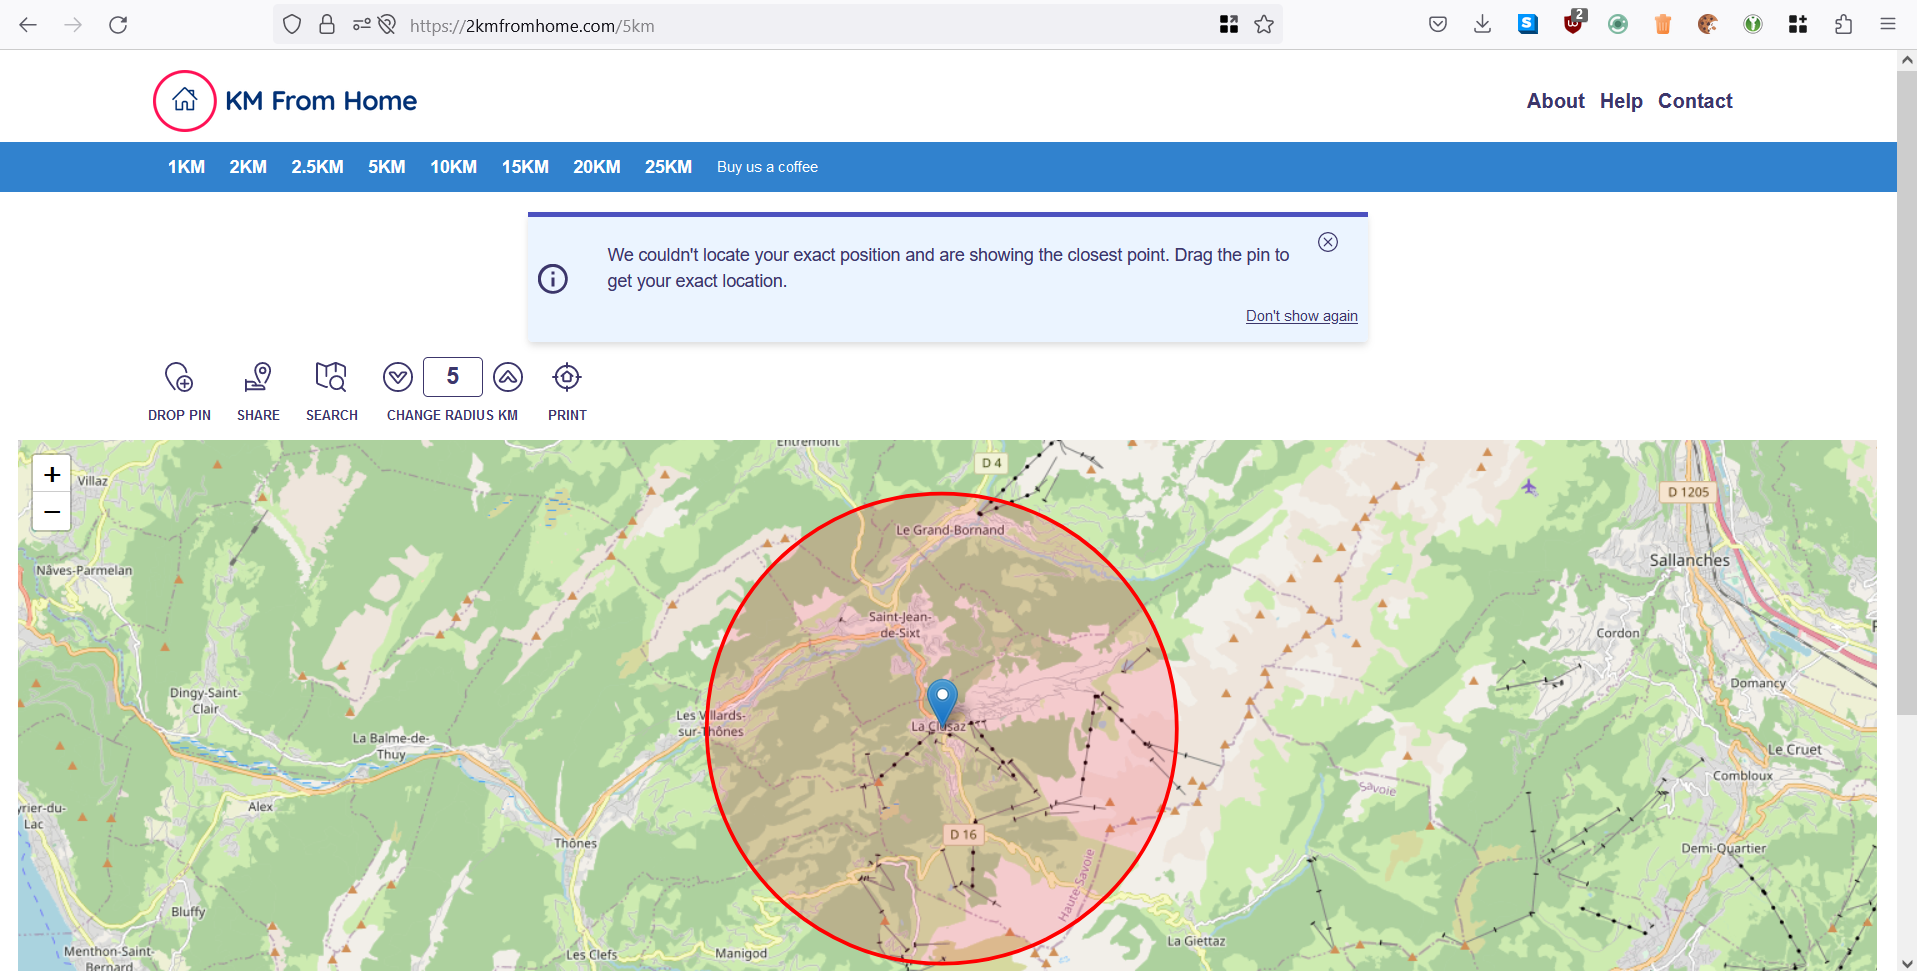 https://2kmfromhome.com/5km
2
KM From Home
About Help Contact
1KM 2KM 2.5KM 5KM 10KM 15KM 20KM 25KM Buy us a coffee
We couldn't locate your exact position and are showing the closest point. Drag the pin to
get your exact location.
Don't show again
5
DROP PIN SHARE SEARCH CHANGE RADIUS KM PRINT
Entremont
+
−
Villaz
D 4
D 1205
Le Grand-Bornand
Nâves-Parmelan
Sallanches
Saint-Jean-
de-Sixt
Cordon
Dingy-Saint-
Clair
Domancy
Les Villards-
sur-Thônes
La Clusaz
La Balme-de-
Thuy
Le Cruet
Combloux
Savoie
yrier-du-
Lac
Alex
D 16
Thônes
Demi-Quartier
Haute-Savoie
Bluffy
La Giettaz
Menthon-Saint-
Bernard
Les Clefs
Manigod